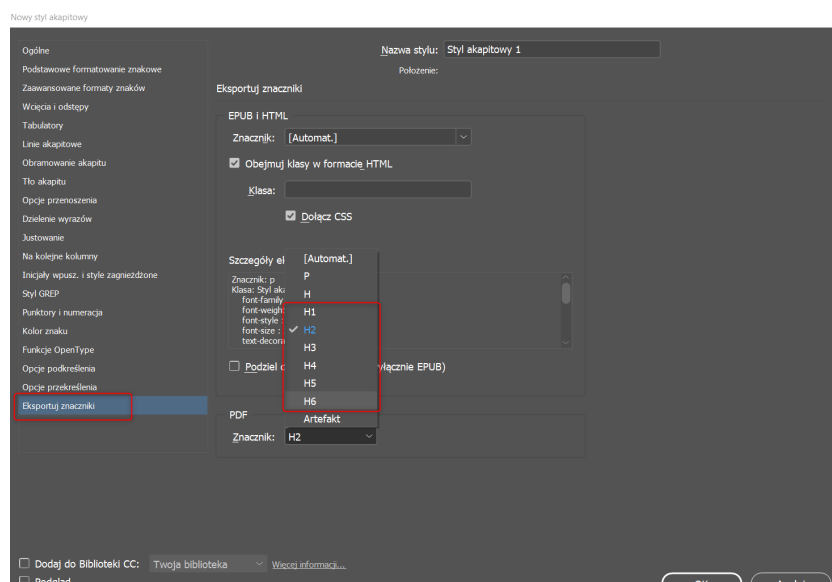 Nowy styl akapitowy
Ogólne
Podstawowe formatowanie znakowe
Zaawansowane formaty znaków
Wcięcia i odstępy
Tabulatory
Linie akapitowe
Obramowanie akapitu
Tło akapitu
Opcje przenoszenia
Dzielenie wyrazów
Justowanie
Na kolejne kolumny
Inicjały wpusz. i style zagnieżdżone
Styl GREP
Punktory i numeracja
Kolor znaku
Funkcje OpenType
Opcje podkreślenia
Opcje przekreślenia
Eksportuj znaczniki
Nazwa stylu: Styl akapitowy 1
Położenie:
Eksportuj znaczniki
EPUB i HTML
Znacznik: [Automat.]
Obejmuj klasy w formacie HTML
Klasa:
Dołącz CSS
Szczegóły
Znacznik: p
Klasa: Styl
font-family
font-weigh
font-style :
font-size :
text-decora
Podziel
wyłącznie EPUB)
[Automat.]
P
H
H1
H2
H3
H4
H5
H6
Artefakt
PDF
Znacznik: H2
Dodaj do Biblioteki CC: Twoja biblioteka Więcej informacji...
Podgląd